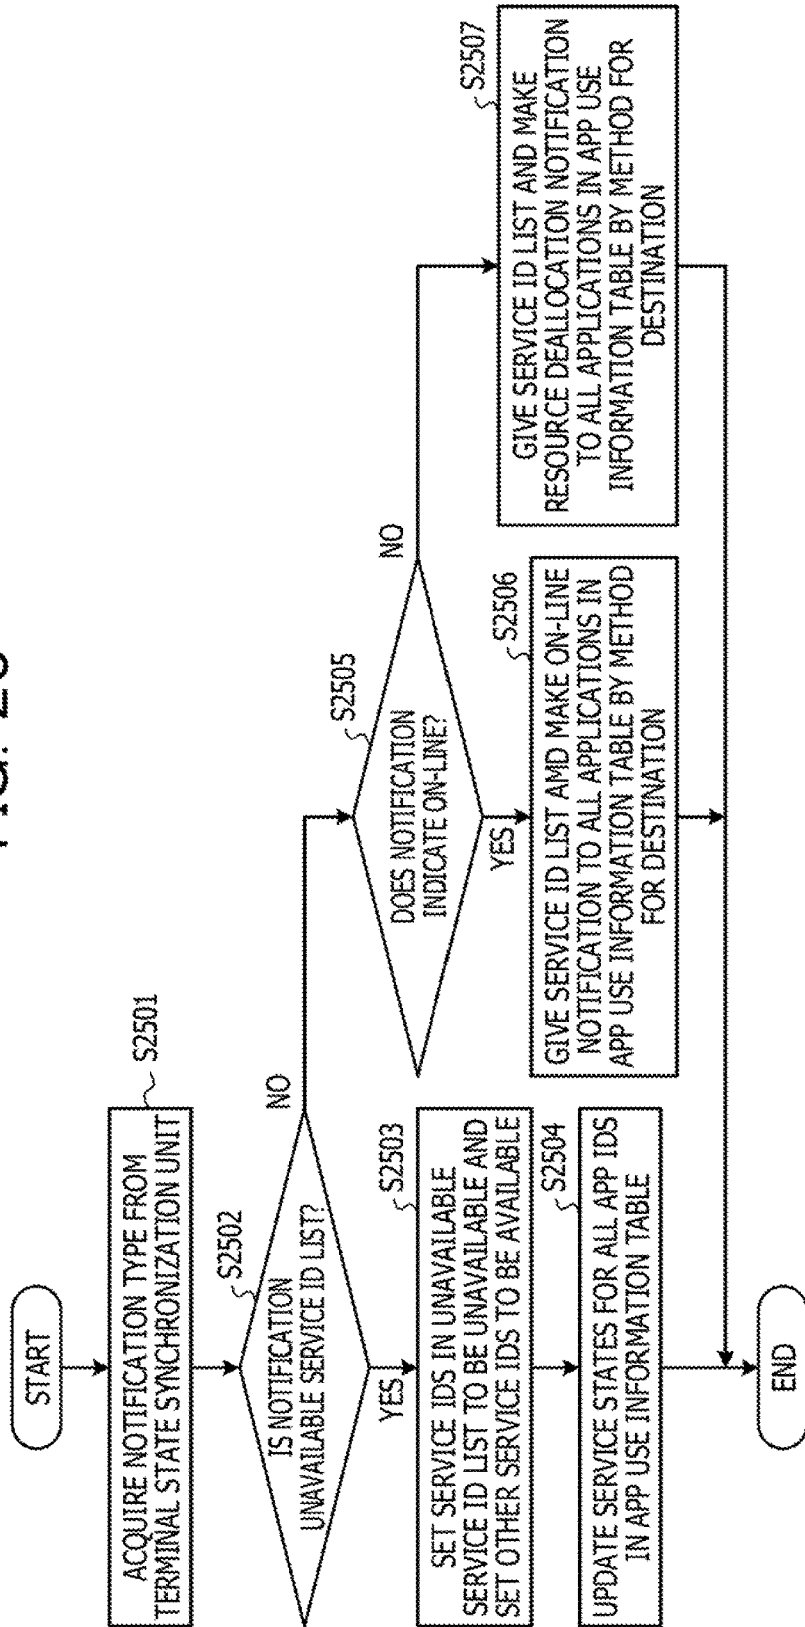 START
ACQUIRE NOTIFICATION TYPE FROM
TERMINAL STATE SYNCHRONIZATION UNIT
S2501
IS NOTIFICATION
UNAVAILABLE SERVICE ID LIST?
S2502
NO
YES
SET SERVICE IDS IN UNAVAILABLE
SERVICE ID LIST TO BE UNAVAILABLE AND
SET OTHER SERVICE IDS TO BE AVAILABLE
S2503
UPDATE SERVICE STATES FOR ALL APP IDS
IN APP USE INFORMATION TABLE
S2504
DOES NOTIFICATION
INDICATE ON-LINE?
S2505
NO
YES
GIVE SERVICE ID LIST AMD MAKE ON-LINE
NOTIFICATION TO ALL APPLICATIONS IN
APP USE INFORMATION TABLE BY METHOD
FOR DESTINATION
S2506
GIVE SERVICE ID LIST AND MAKE
RESOURCE DEALLOCATION NOTIFICATION
TO ALL APPLICATIONS IN APP USE
INFORMATION TABLE BY METHOD FOR
DESTINATION
S2507
END